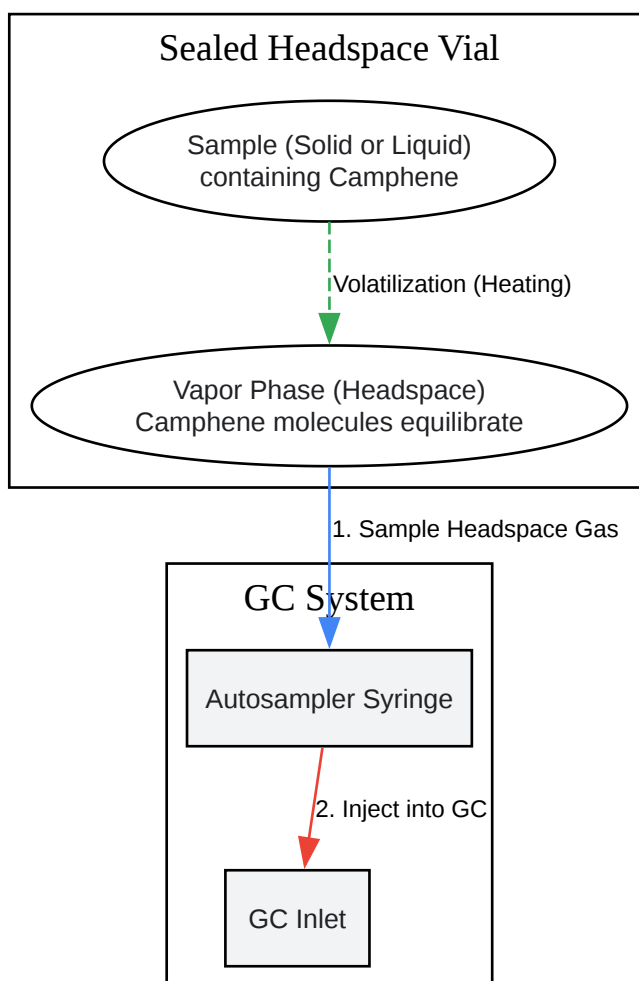 Sealed Headspace Vial
Sample (Solid or Liquid)
containing Camphene
Volatilization (Heating)
Vapor Phase (Headspace)
Camphene molecules equilibrate
1. Sample Headspace Gas
GC System
Autosampler Syringe
2. Inject into GC
GC Inlet